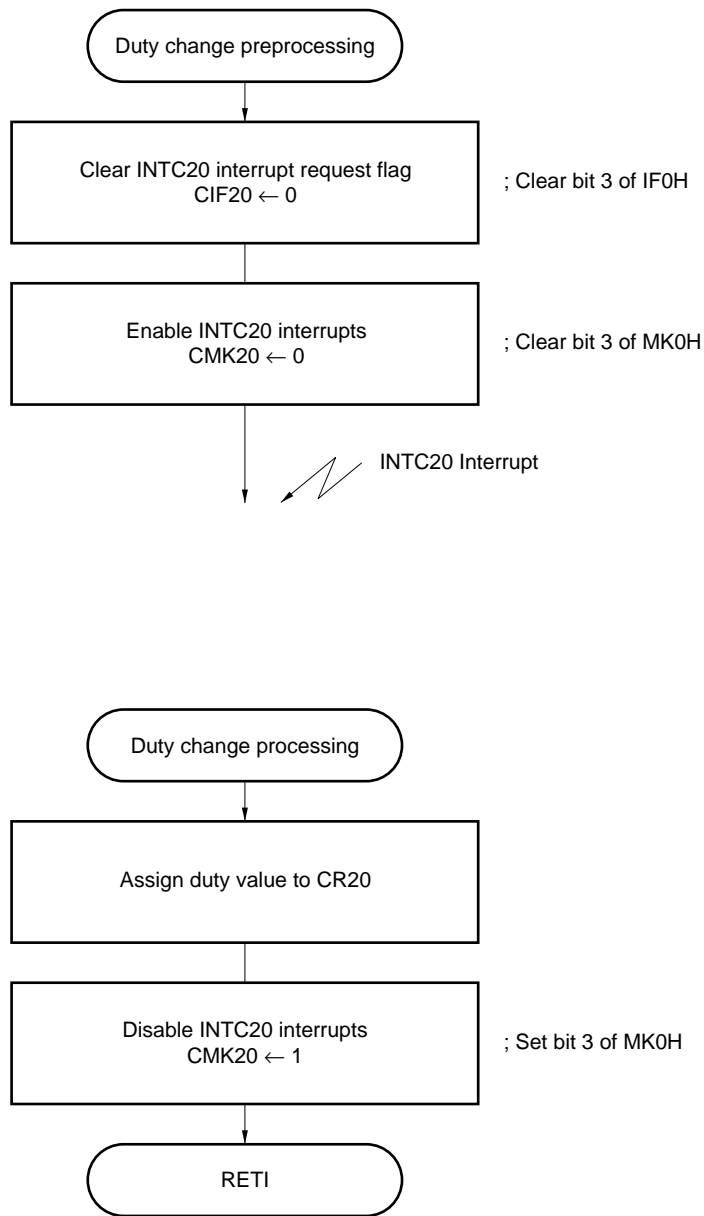 Duty change preprocessing
Clear INTC20 interrupt request flag
CIF20 ← 0
; Clear bit 3 of IF0H
Enable INTC20 interrupts
CMK20 ← 0
; Clear bit 3 of MK0H
INTC20 Interrupt
Duty change processing
Assign duty value to CR20
Disable INTC20 interrupts
CMK20 ← 1
; Set bit 3 of MK0H
RETI